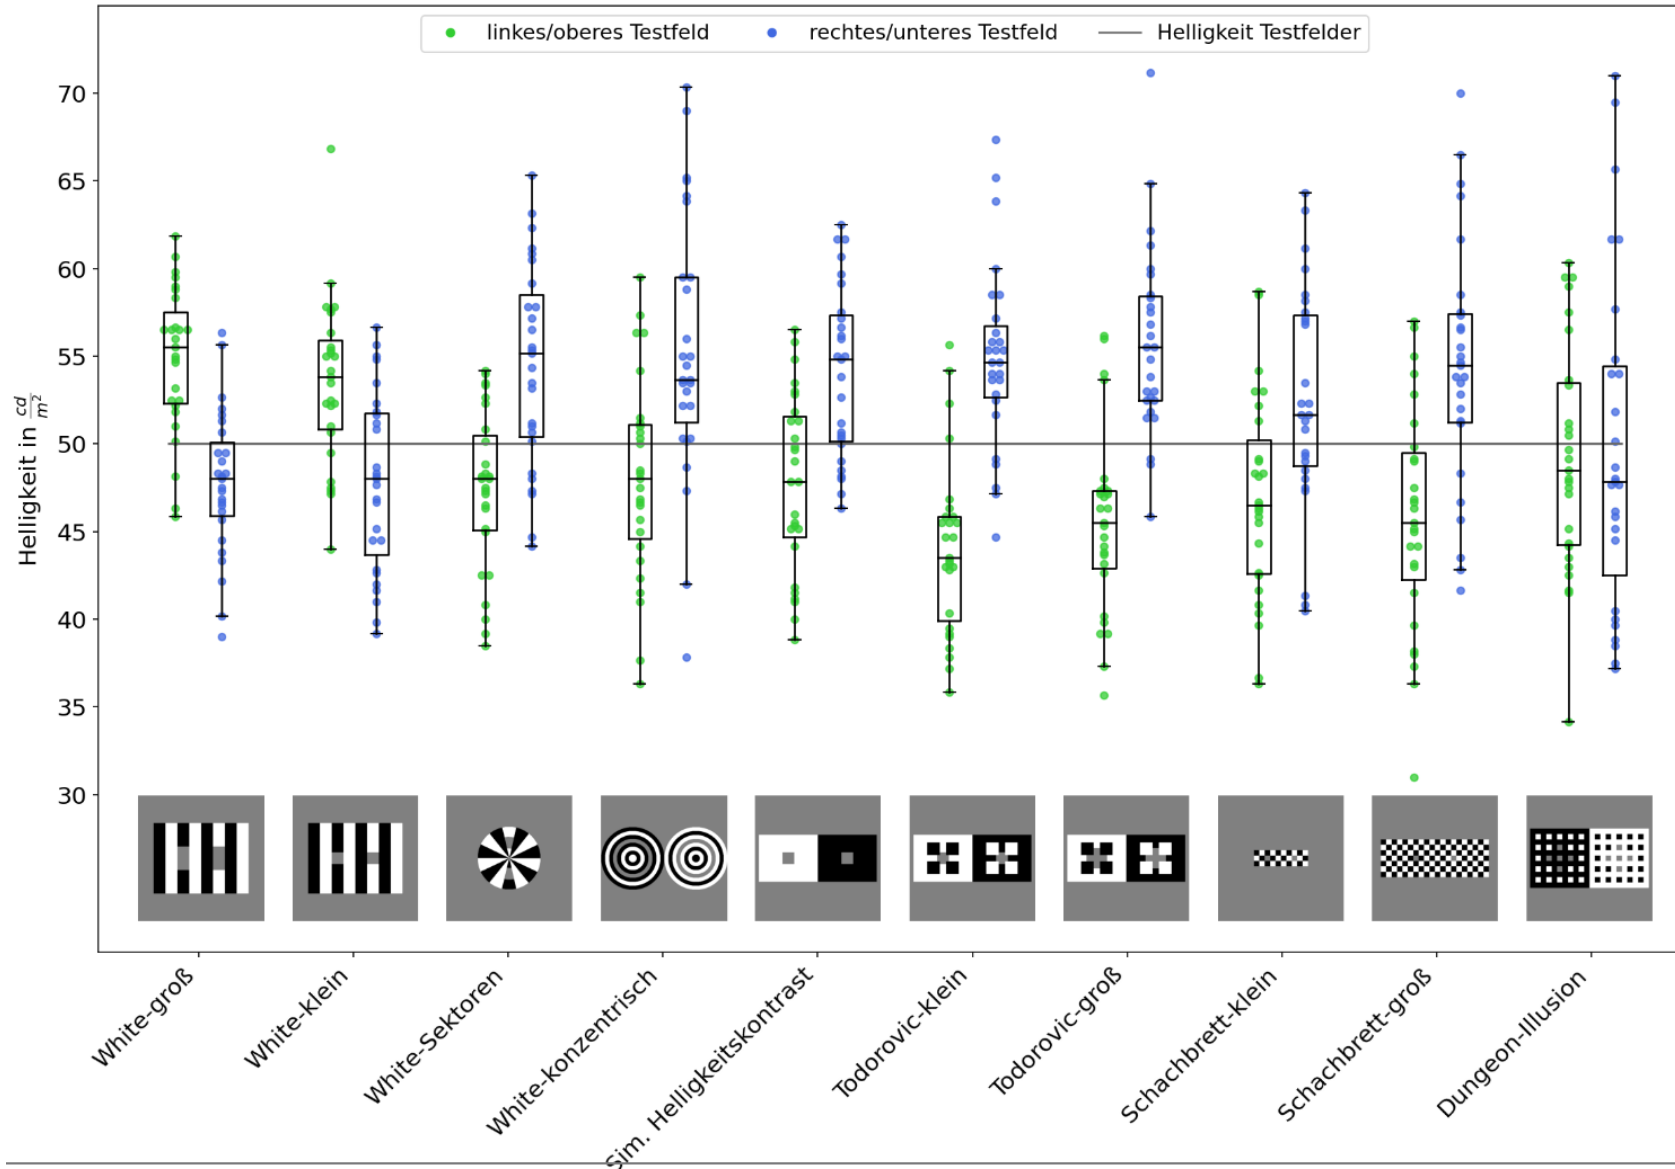 linkes/oberes Testfeld
rechtes/unteres Testfeld
Helligkeit Testfelder
Helligkeit in cd/m²
70
65
60
55
50
45
40
35
30
White-groß
White-klein
White-Sektoren
White-konzentrisch
Sim. Helligkeitskontrast
Todorovic-klein
Todorovic-groß
Schachbrett-klein
Schachbrett-groß
Dungeon-Illusion